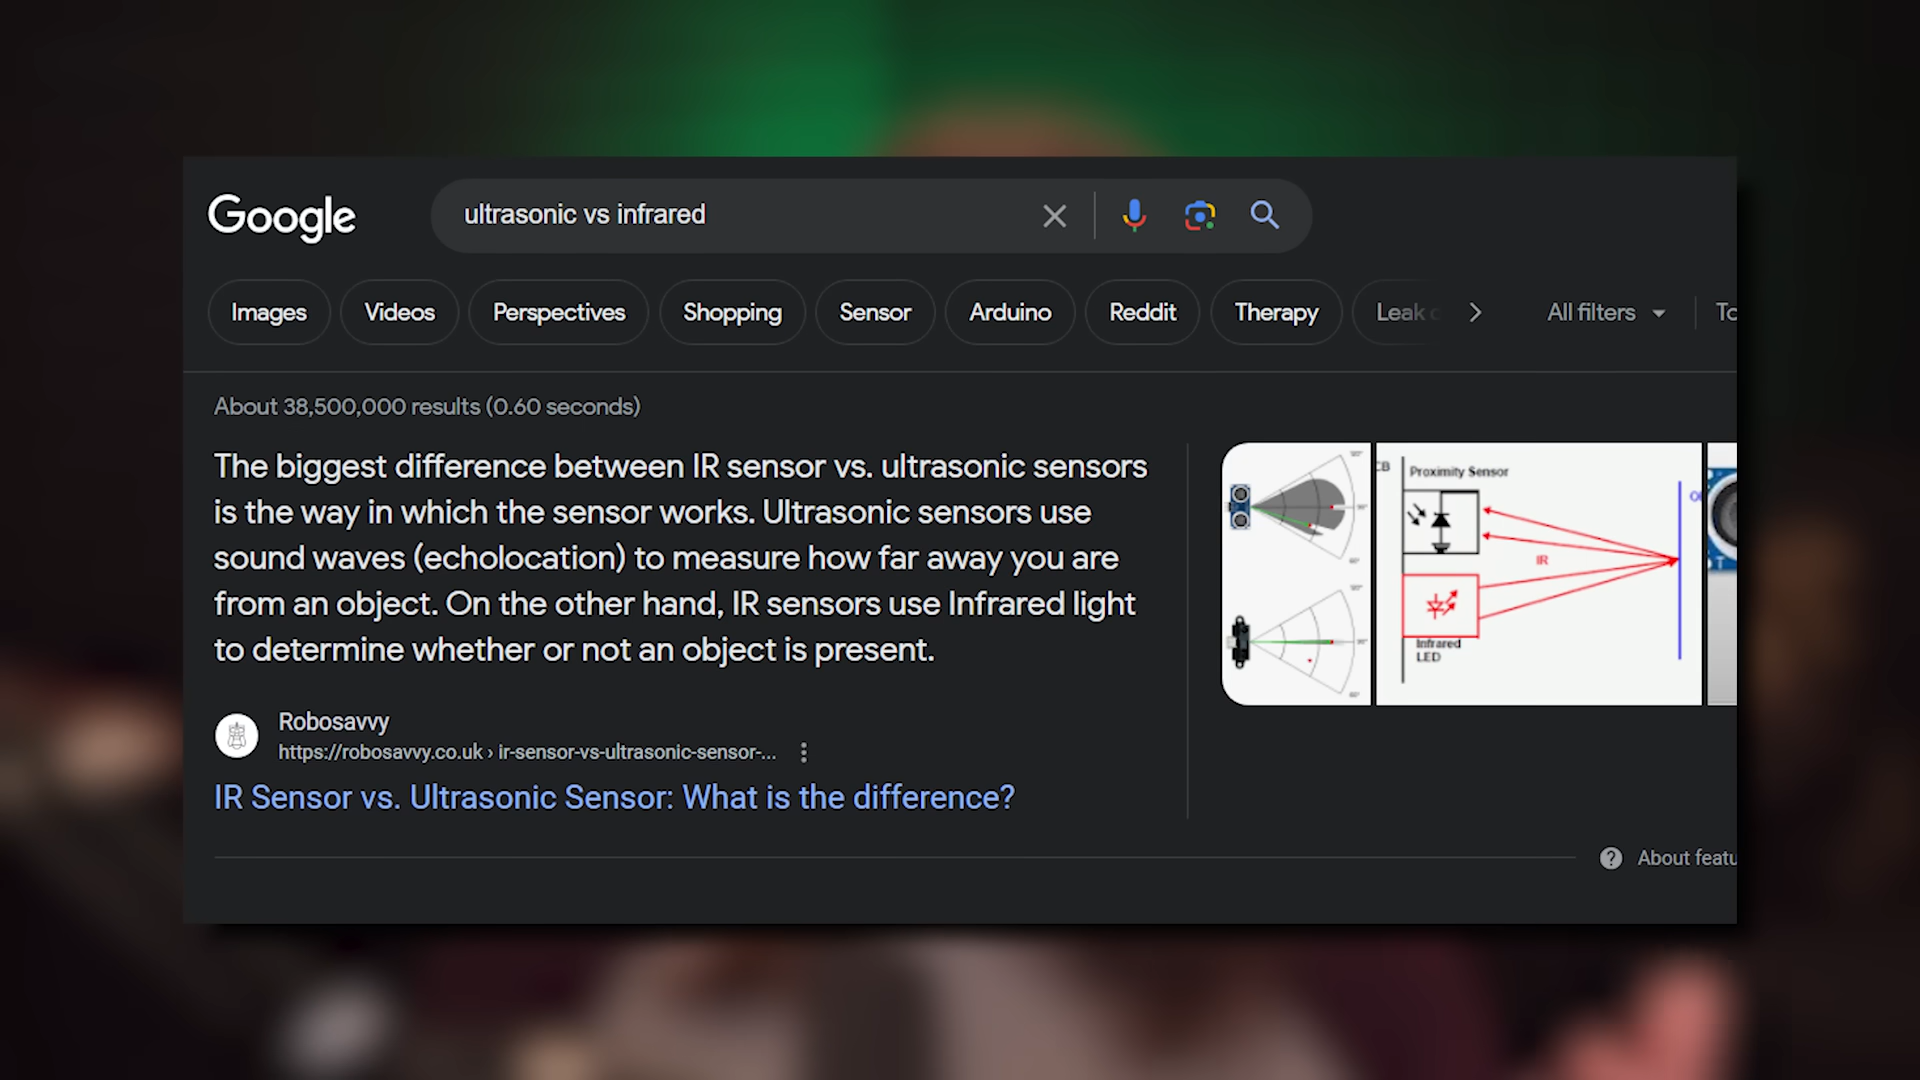 Google
ultrasonic vs infrared
Images Videos Perspectives Shopping Sensor Arduino Reddit Therapy Leak All filters To
About 38,500,000 results (0.60 seconds)
The biggest difference between IR sensor vs. ultrasonic sensors
is the way in which the sensor works. Ultrasonic sensors use
sound waves (echolocation) to measure how far away you are
from an object. On the other hand, IR sensors use Infrared light
to determine whether or not an object is present.
CB
Proximity Sensor
IR
Infrared
LED
Robosavvy
https://robosavvy.co.uk › ir-sensor-vs-ultrasonic-sensor-...
IR Sensor vs. Ultrasonic Sensor: What is the difference?
About featu